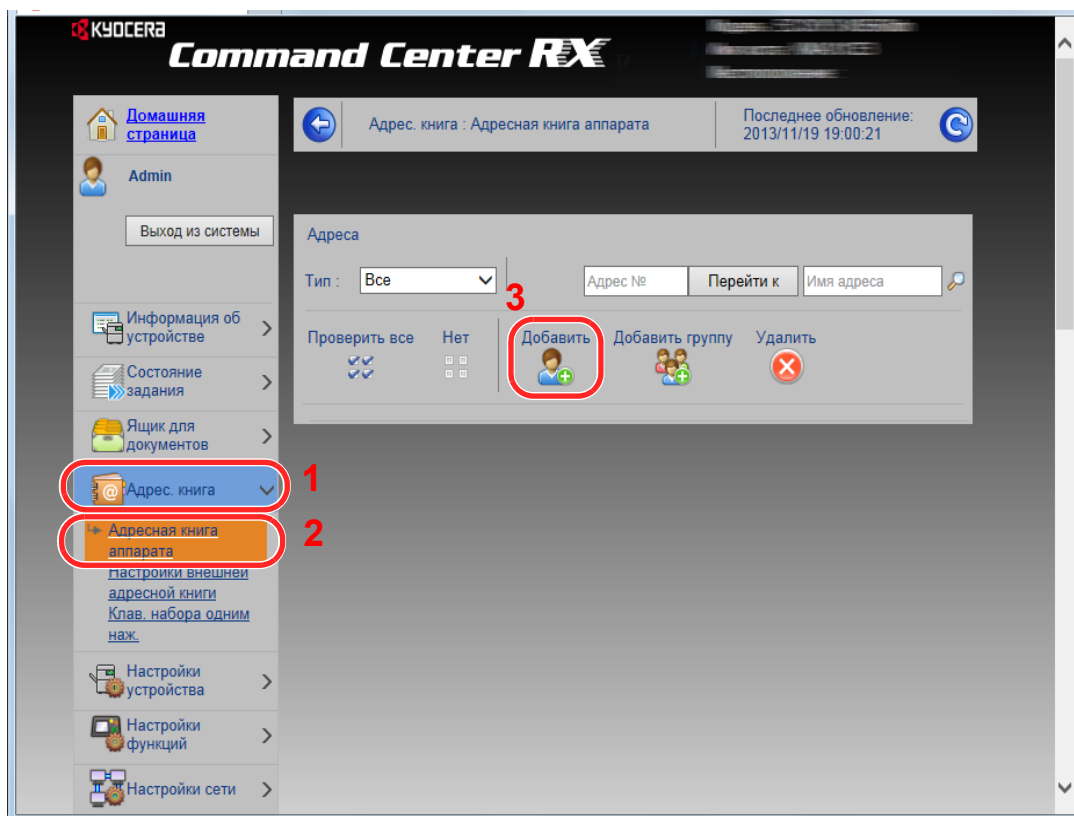 KYOCERA
Command Center RX
Домашняя
страница
Адрес. книга : Адресная книга аппарата
Последнее обновление:
2013/11/19 19:00:21
Admin
Выход из системы
Адреса
Тип :
Все
Адрес №
Перейти к
Имя адреса
3
Информация об
устройстве
Проверить все
Нет
Добавить
Добавить группу
Удалить
Состояние
задания
Ящик для
документов
Адрес. книга
1
Адресная книга
аппарата
2
Настройки внешней
адресной книги
Клав. набора одним
наж.
Настройки
устройства
Настройки
функций
Настройки сети